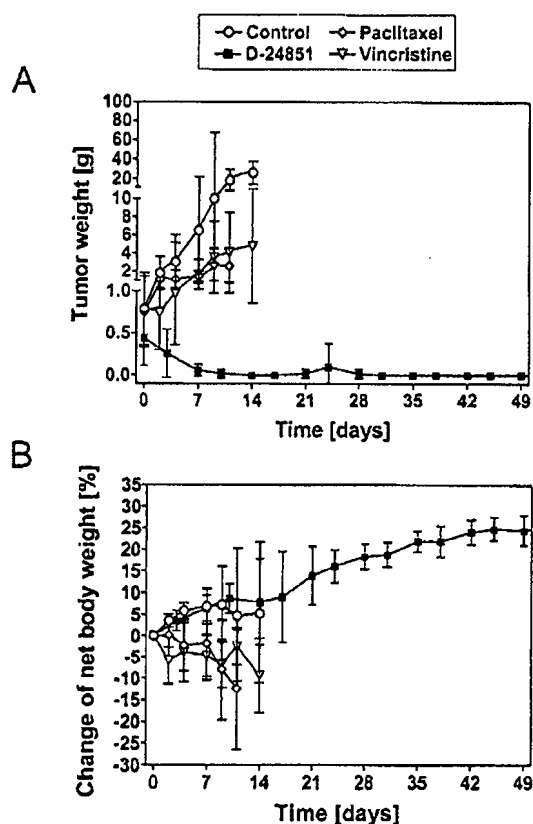 Control Paclitaxel
D-24851 Vincristine
A
Tumor weight [g]
100
80
60
40
20
10
8
6
4
2
1.0
0.5
0.0
0 7 14 21 28 35 42 49
Time [days]
B
Change of net body weight [%]
35
30
25
20
15
10
5
0
-5
-10
-15
-20
-25
-30
0 7 14 21 28 35 42 49
Time [days]